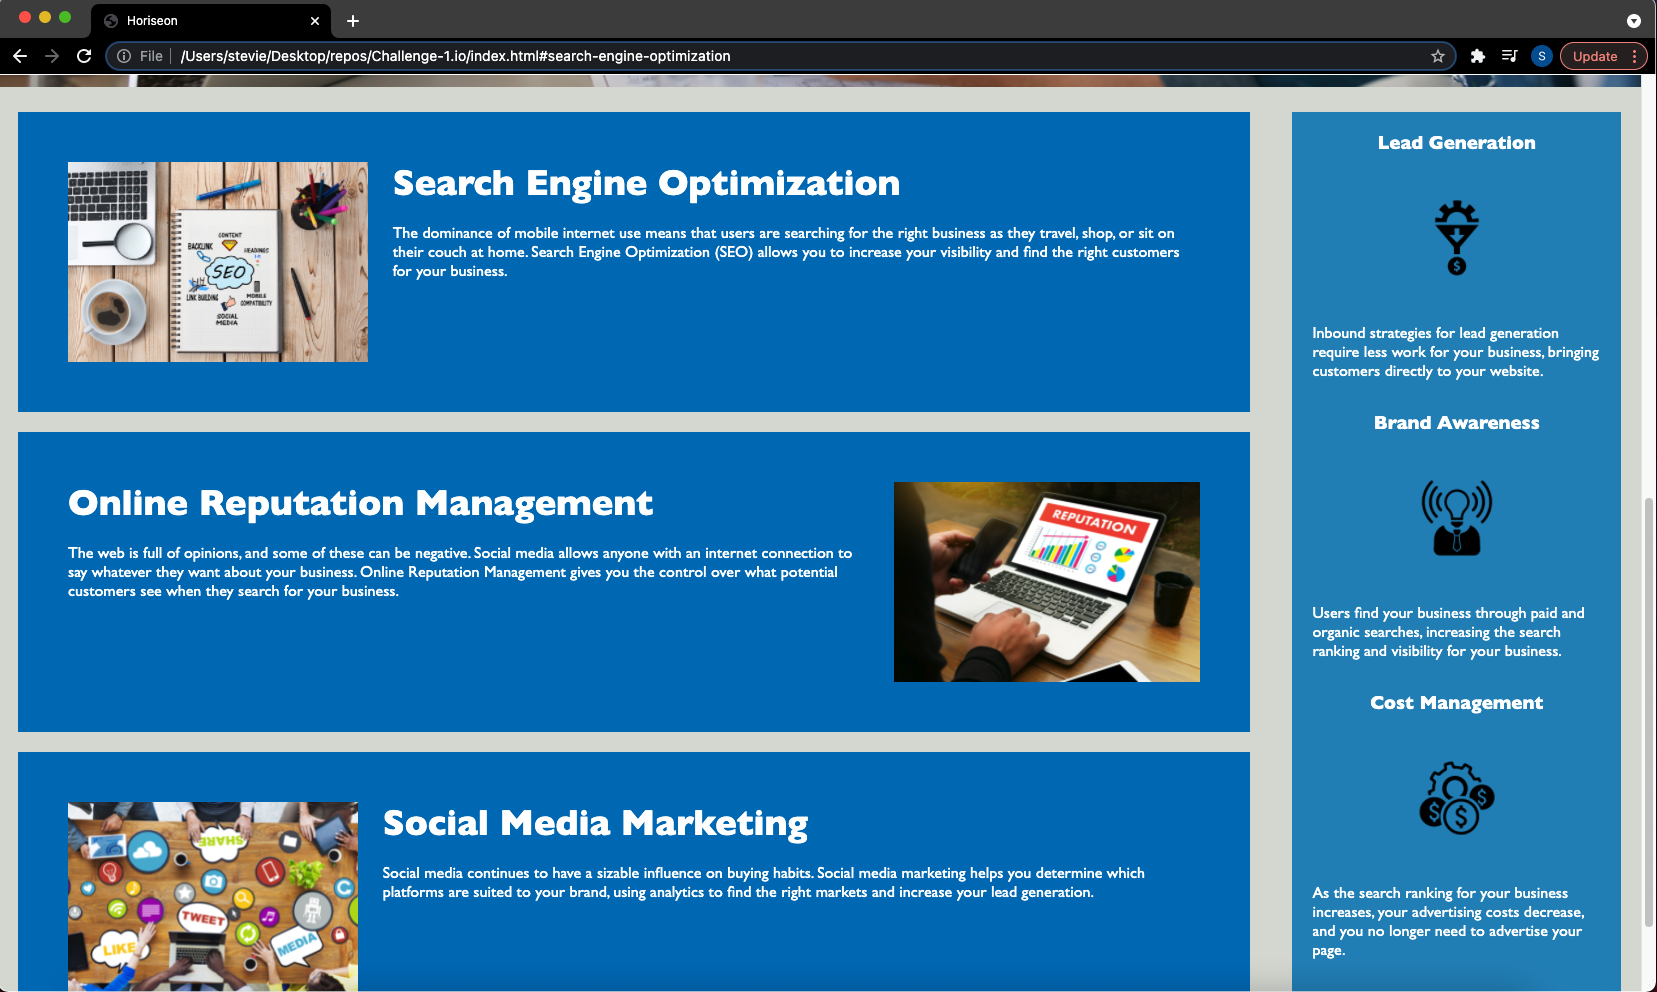 Horiseon
File
/Users/stevie/Desktop/repos/Challenge-1.io/index.html#search-engine-optimization
S
Update
CONTENT
BACKLINK
HEADINGS
SEO
LINK BUILDING
MOBILE
COMPATIBILITY
SOCIAL
MEDIA
Search Engine Optimization
The dominance of mobile internet use means that users are searching for the right business as they travel, shop, or sit on
their couch at home. Search Engine Optimization (SEO) allows you to increase your visibility and find the right customers
for your business.
Online Reputation Management
The web is full of opinions, and some of these can be negative. Social media allows anyone with an internet connection to
say whatever they want about your business. Online Reputation Management gives you the control over what potential
customers see when they search for your business.
REPUTATION
SHARE
TWEET
LIKE
MEDIA
Social Media Marketing
Social media continues to have a sizable influence on buying habits. Social media marketing helps you determine which
platforms are suited to your brand, using analytics to find the right markets and increase your lead generation.
Lead Generation
$
Inbound strategies for lead generation
require less work for your business, bringing
customers directly to your website.
Brand Awareness
Users find your business through paid and
organic searches, increasing the search
ranking and visibility for your business.
Cost Management
$
$
$
As the search ranking for your business
increases, your advertising costs decrease,
and you no longer need to advertise your
page.